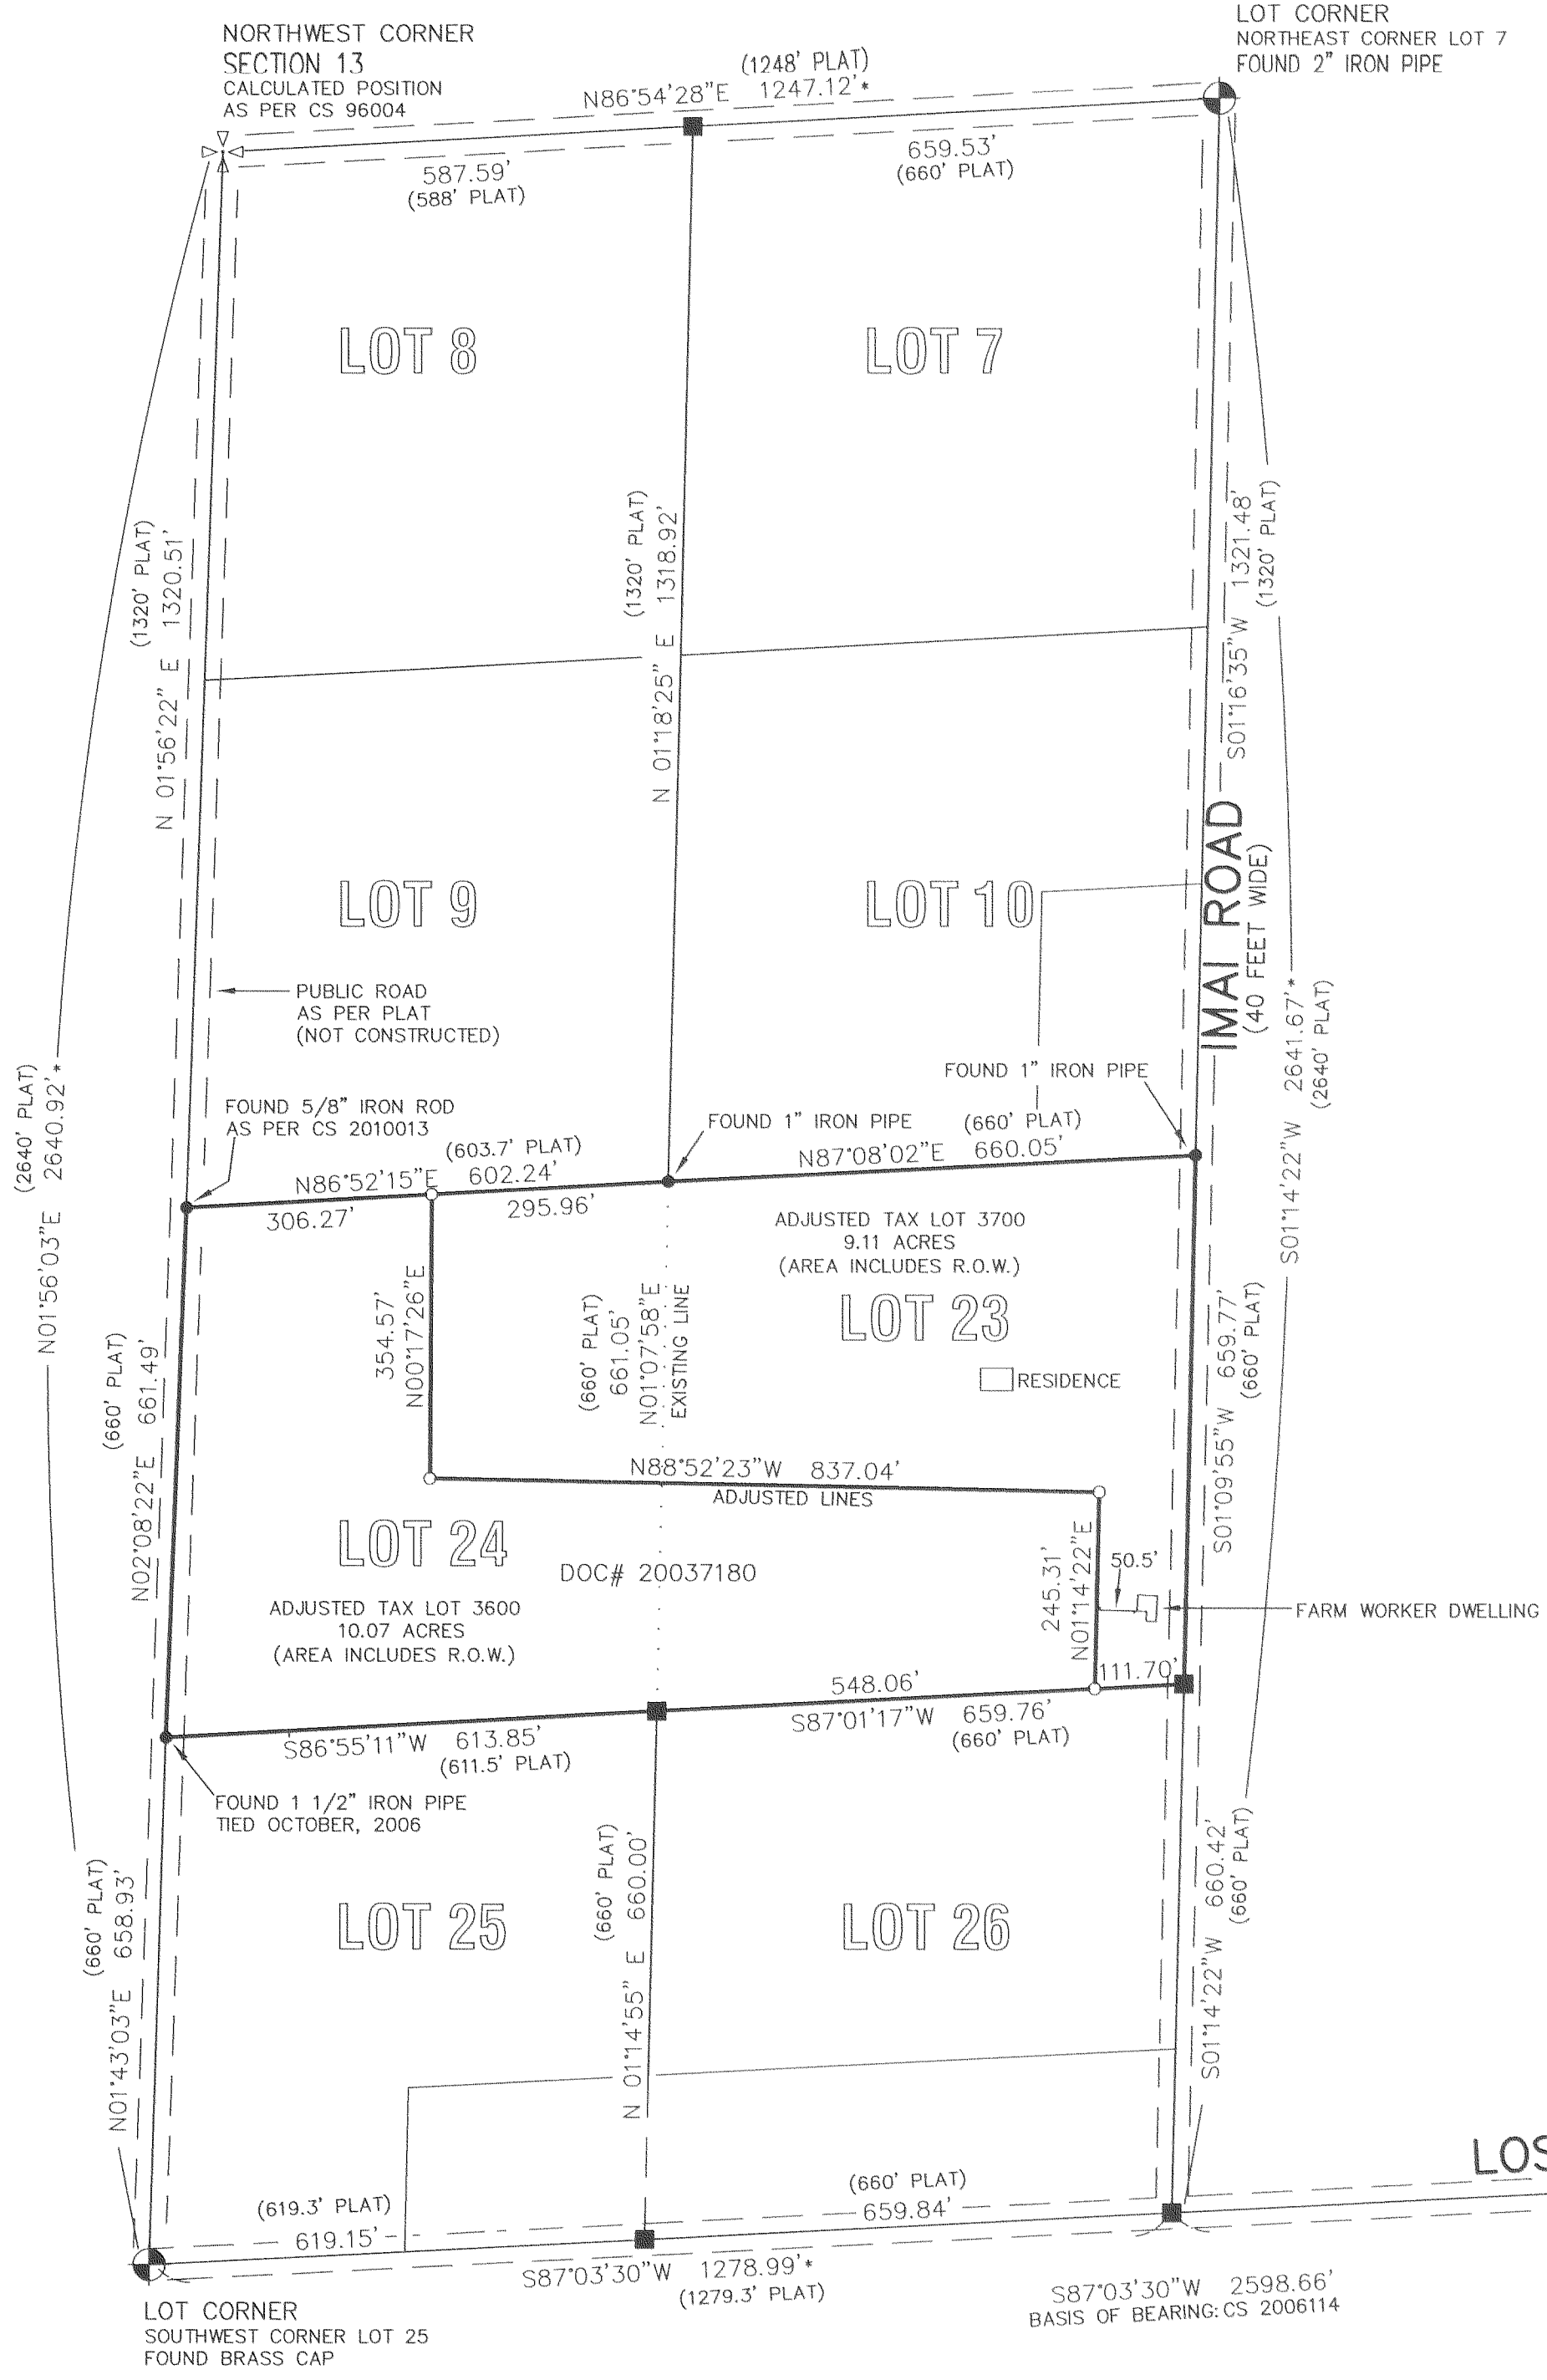 NORTHWEST CORNER
SECTION 13
CALCULATED POSITION
AS PER CS 96004
LOT CORNER
NORTHEAST CORNER LOT 7
FOUND 2" IRON PIPE
(1248' PLAT)
N86°54'28"E 1247.12'*
587.59'
(588' PLAT)
659.53'
(660' PLAT)
LOT 8
LOT 7
(1320' PLAT)
N 01°56'22" E 1320.51'
(1320' PLAT)
N 01°18'25" E 1318.92'
S01°16'35"W 1321.48'
(1320' PLAT)
LOT 9
LOT 10
IMAI ROAD
(40 FEET WIDE)
PUBLIC ROAD
AS PER PLAT
(NOT CONSTRUCTED)
(2640' PLAT)
N01°56'03"E 2640.92'*
S01°14'22"W 2641.67'*
(2640' PLAT)
FOUND 1" IRON PIPE
FOUND 5/8" IRON ROD
AS PER CS 2010013
FOUND 1" IRON PIPE
(603.7' PLAT)
N86°52'15"E 602.24'
306.27'
295.96'
(660' PLAT)
N87°08'02"E 660.05'
ADJUSTED TAX LOT 3700
9.11 ACRES
(AREA INCLUDES R.O.W.)
LOT 23
RESIDENCE
354.57'
N00°17'26"E
(660' PLAT)
661.05'
N01°07'58"E
EXISTING LINE
(660' PLAT)
N02°08'22"E 661.49'
S01°09'55"W 659.77'
(660' PLAT)
N88°52'23"W 837.04'
ADJUSTED LINES
LOT 24
DOC# 20037180
245.31'
N01°14'22"E
50.5'
FARM WORKER DWELLING
ADJUSTED TAX LOT 3600
10.07 ACRES
(AREA INCLUDES R.O.W.)
548.06'
111.70'
S86°55'11"W 613.85'
(611.5' PLAT)
S87°01'17"W 659.76'
(660' PLAT)
FOUND 1 1/2" IRON PIPE
TIED OCTOBER, 2006
(660' PLAT)
N01°43'03"E 658.93'
(660' PLAT)
N 01°14'55" E 660.00'
S01°14'22"W 660.42'
(660' PLAT)
LOT 25
LOT 26
LOS
(619.3' PLAT)
619.15'
(660' PLAT)
659.84'
S87°03'30"W 1278.99'*
(1279.3' PLAT)
S87°03'30"W 2598.66'
BASIS OF BEARING: CS 2006114
LOT CORNER
SOUTHWEST CORNER LOT 25
FOUND BRASS CAP